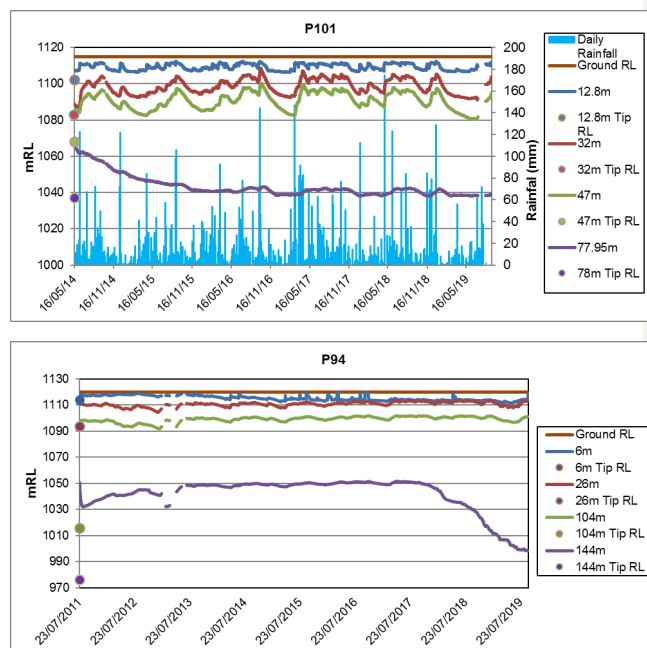 P101
1120
1100
1080
1060
1040
1020
1000
mRL
200
180
160
140
120
100
80
60
40
20
0
Rainfal (mm)
16/05/14
16/11/14
16/05/15
16/11/15
16/05/16
16/11/16
16/05/17
16/11/17
16/05/18
16/11/18
16/05/19
Daily
Rainfall
Ground RL
12.8m
12.8m Tip
RL
32m
32m Tip RL
47m
47m Tip RL
77.95m
78m Tip RL
P94
1130
1110
1090
1070
1050
1030
1010
990
970
mRL
23/07/2011
23/07/2012
23/07/2013
23/07/2014
23/07/2015
23/07/2016
23/07/2017
23/07/2018
23/07/2019
Ground RL
6m
6m Tip RL
26m
26m Tip RL
104m
104m Tip RL
144m
144m Tip RL